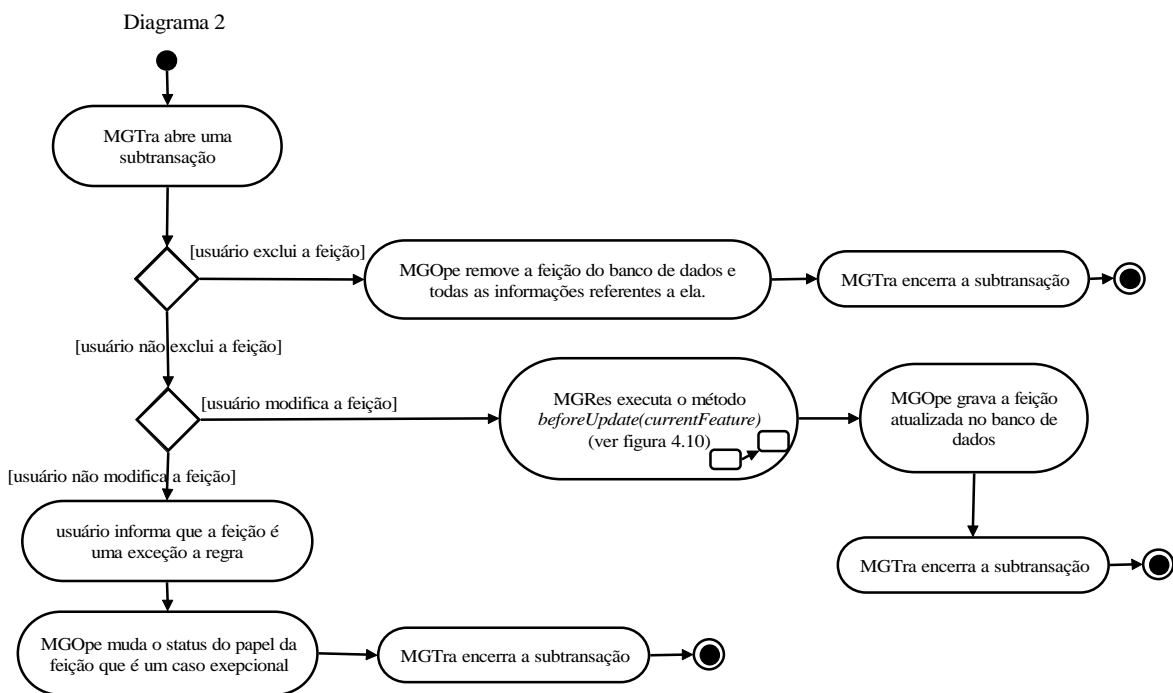 Diagrama 2
MGTra abre uma
subtransação
[usuário exclui a feição]
MGOpe remove a feição do banco de dados e
todas as informações referentes a ela.
MGTra encerra a subtransação
[usuário não exclui a feição]
[usuário modifica a feição]
MGRes executa o método
beforeUpdate(currentFeature)
(ver figura 4.10)
MGOpe grava a feição
atualizada no banco de
dados
[usuário não modifica a feição]
usuário informa que a feição é
uma exceção a regra
MGTra encerra a subtransação
MGOpe muda o status do papel da
feição que é um caso exepcional
MGTra encerra a subtransação